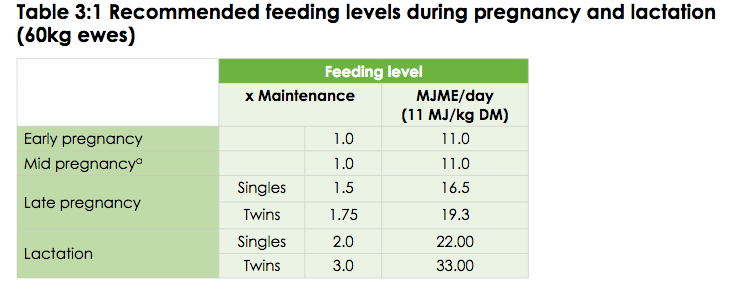 Table 3:1 Recommended feeding levels during pregnancy and lactation
(60kg ewes)
Feeding level
x Maintenance MJME/day
(11 MJ/kg DM)
Early pregnancy 1.0 11.0
Mid pregnancyᵃ 1.0 11.0
Late pregnancy Singles 1.5 16.5
Twins 1.75 19.3
Lactation Singles 2.0 22.00
Twins 3.0 33.00